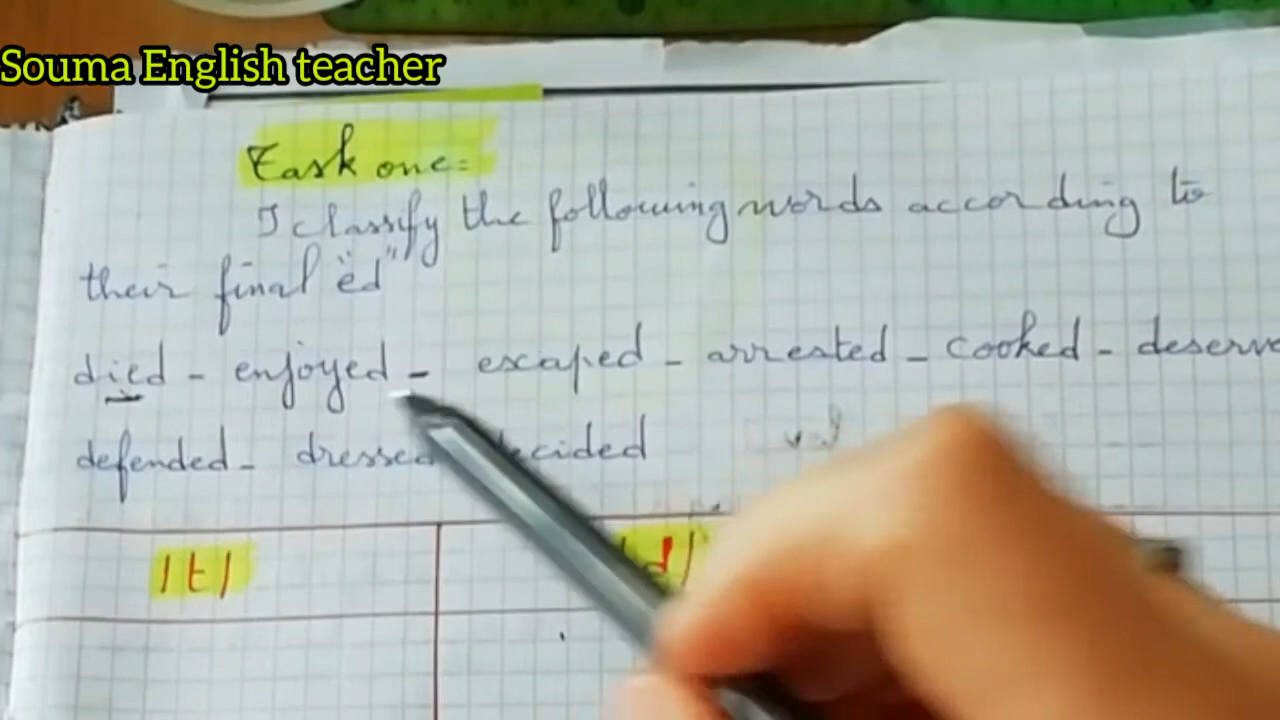 Souma English teacher
Task one:
I classify the following words according to
their final "ed"
died - enjoyed - escaped - arrested - cooked - deserve
defended - dressed decided
/t/
/d/